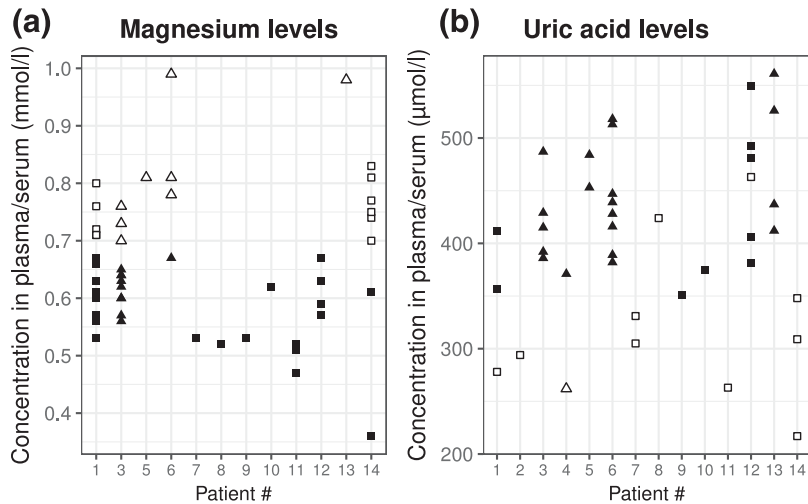 (a) Magnesium levels
Concentration in plasma/serum (mmol/l)
1.0
0.9
0.8
0.7
0.6
0.5
0.4
1 3 5 6 7 8 9 10 11 12 13 14
Patient #
(b) Uric acid levels
Concentration in plasma/serum (µmol/l)
500
400
300
200
1 2 3 4 5 6 7 8 9 10 11 12 13 14
Patient #